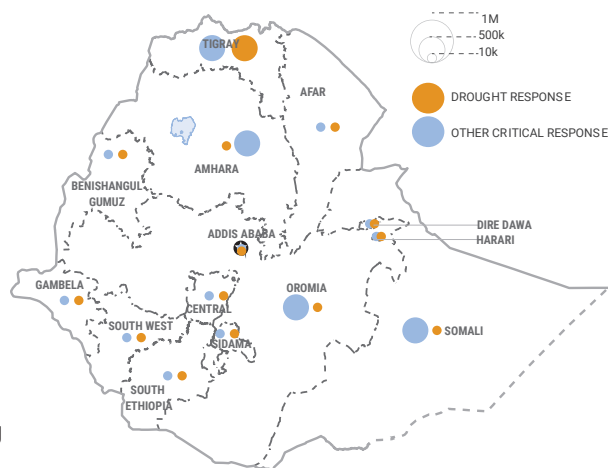 1M
500k
10k
DROUGHT RESPONSE
OTHER CRITICAL RESPONSE
TIGRAY
AFAR
AMHARA
BENISHANGUL
GUMUZ
ADDIS ABABA
DIRE DAWA
HARARI
GAMBELA
CENTRAL
OROMIA
SOUTH WEST
SIDAMA
SOMALI
SOUTH
ETHIOPIA